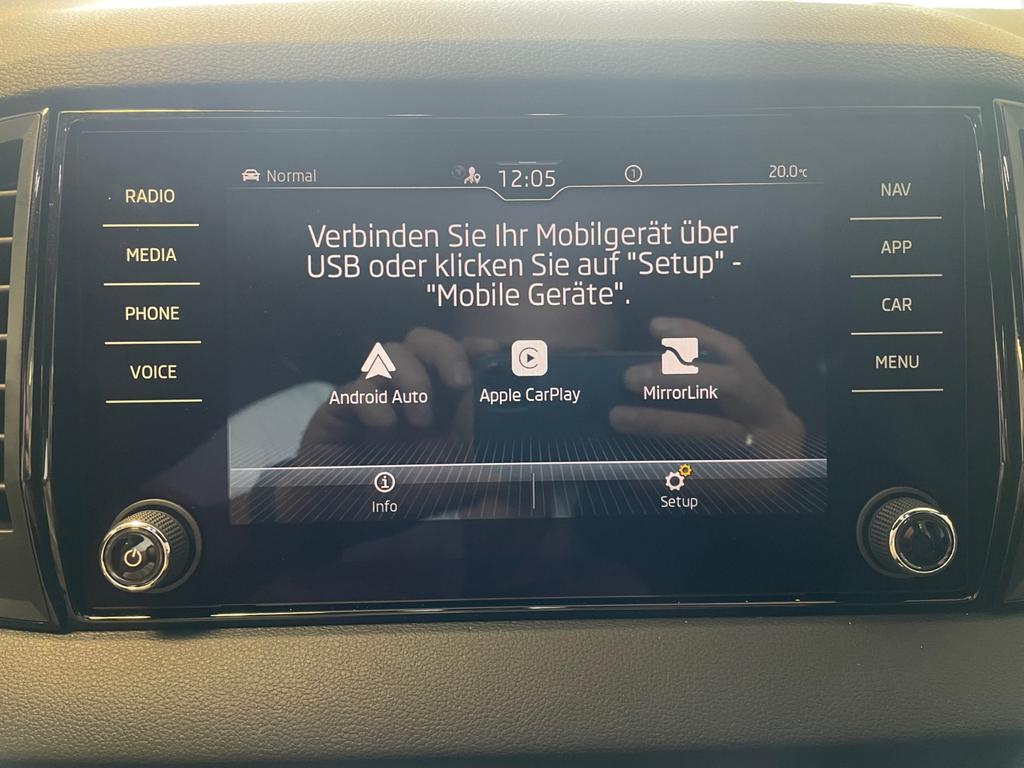 Normal
12:05
1
20.0°C
RADIO
MEDIA
PHONE
VOICE
NAV
APP
CAR
MENU
Verbinden Sie Ihr Mobilgerät über
USB oder klicken Sie auf "Setup" -
"Mobile Geräte".
Android Auto
Apple CarPlay
MirrorLink
Info
Setup